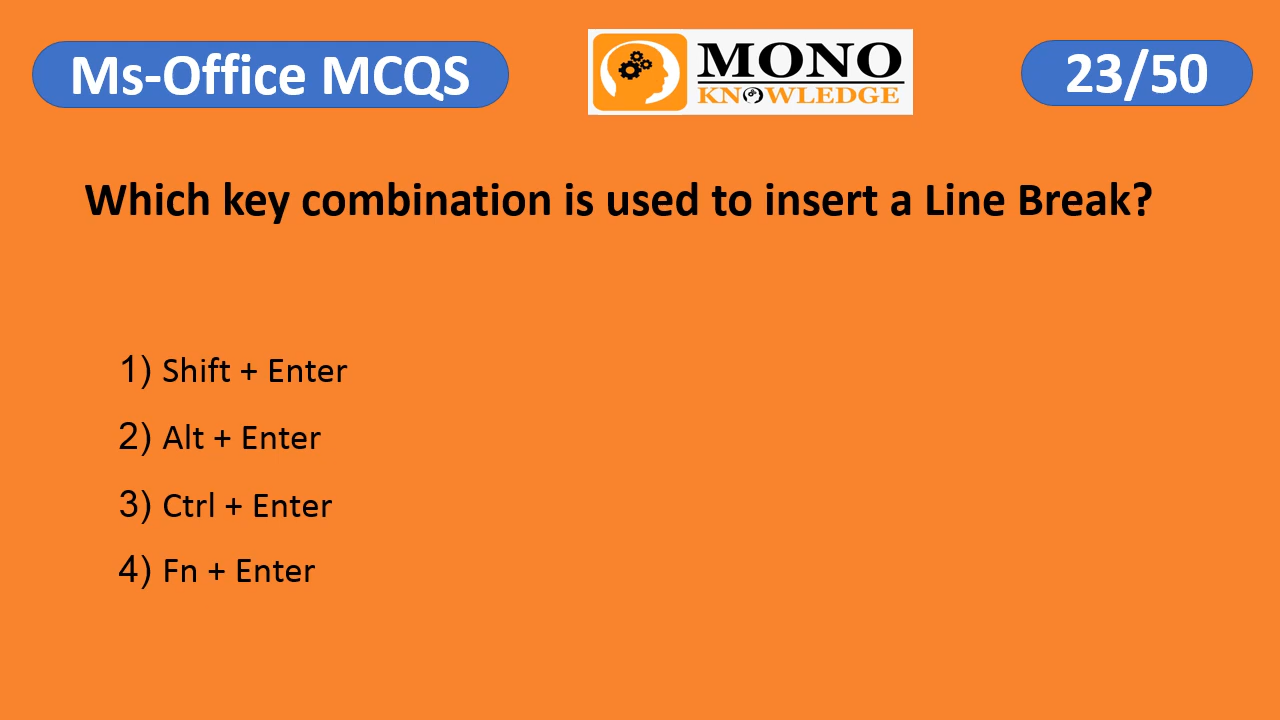 Ms-Office MCQS
MONO
KNOWLEDGE
23/50
Which key combination is used to insert a Line Break?
1) Shift + Enter
2) Alt + Enter
3) Ctrl + Enter
4) Fn + Enter